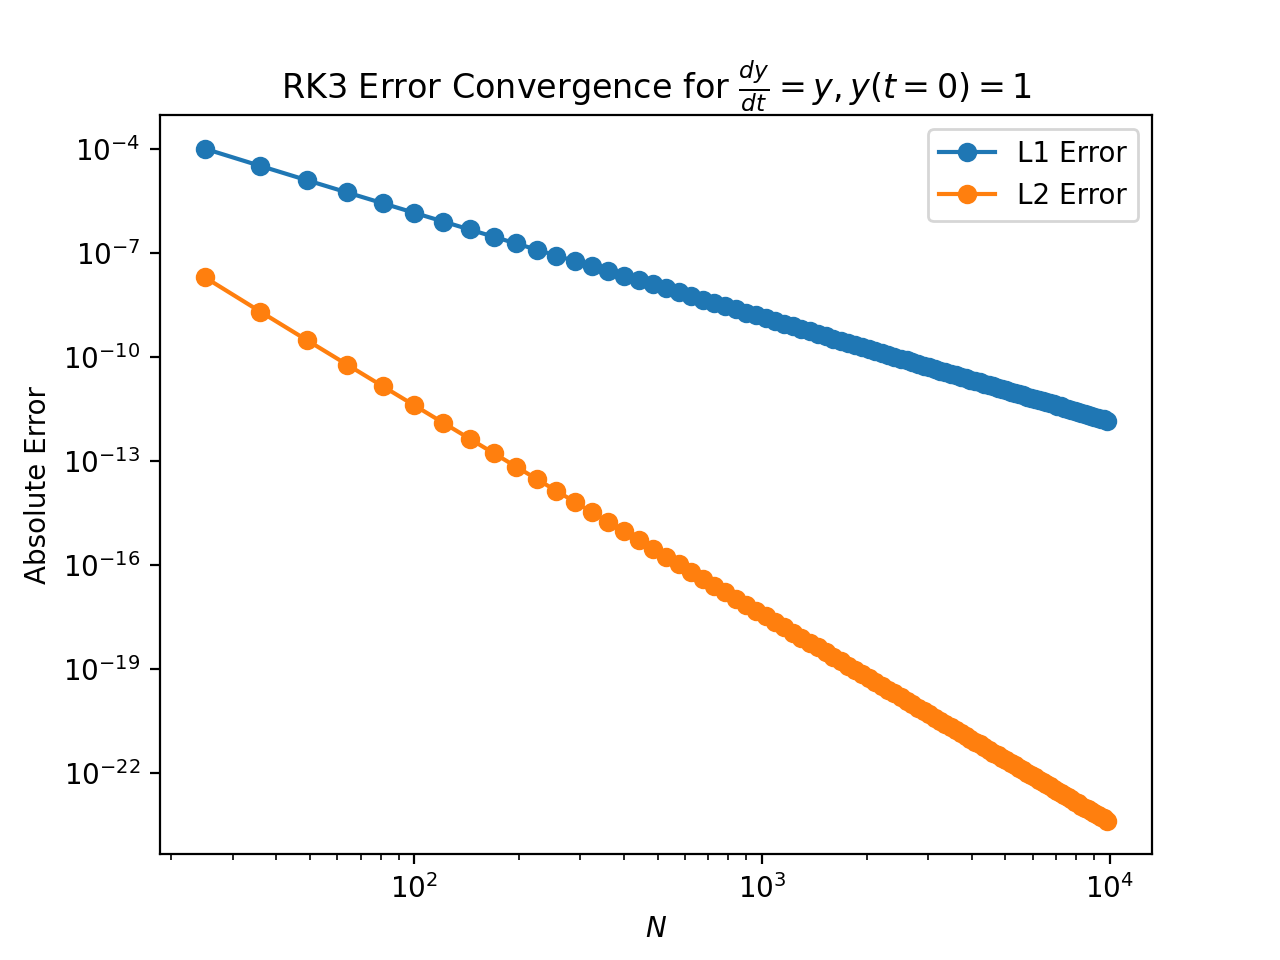 RK3 Error Convergence for $\frac{dy}{dt} = y, y(t = 0) = 1$
L1 Error
L2 Error
Absolute Error
$10^{-4}$
$10^{-7}$
$10^{-10}$
$10^{-13}$
$10^{-16}$
$10^{-19}$
$10^{-22}$
$10^{2}$
$10^{3}$
$10^{4}$
$N$